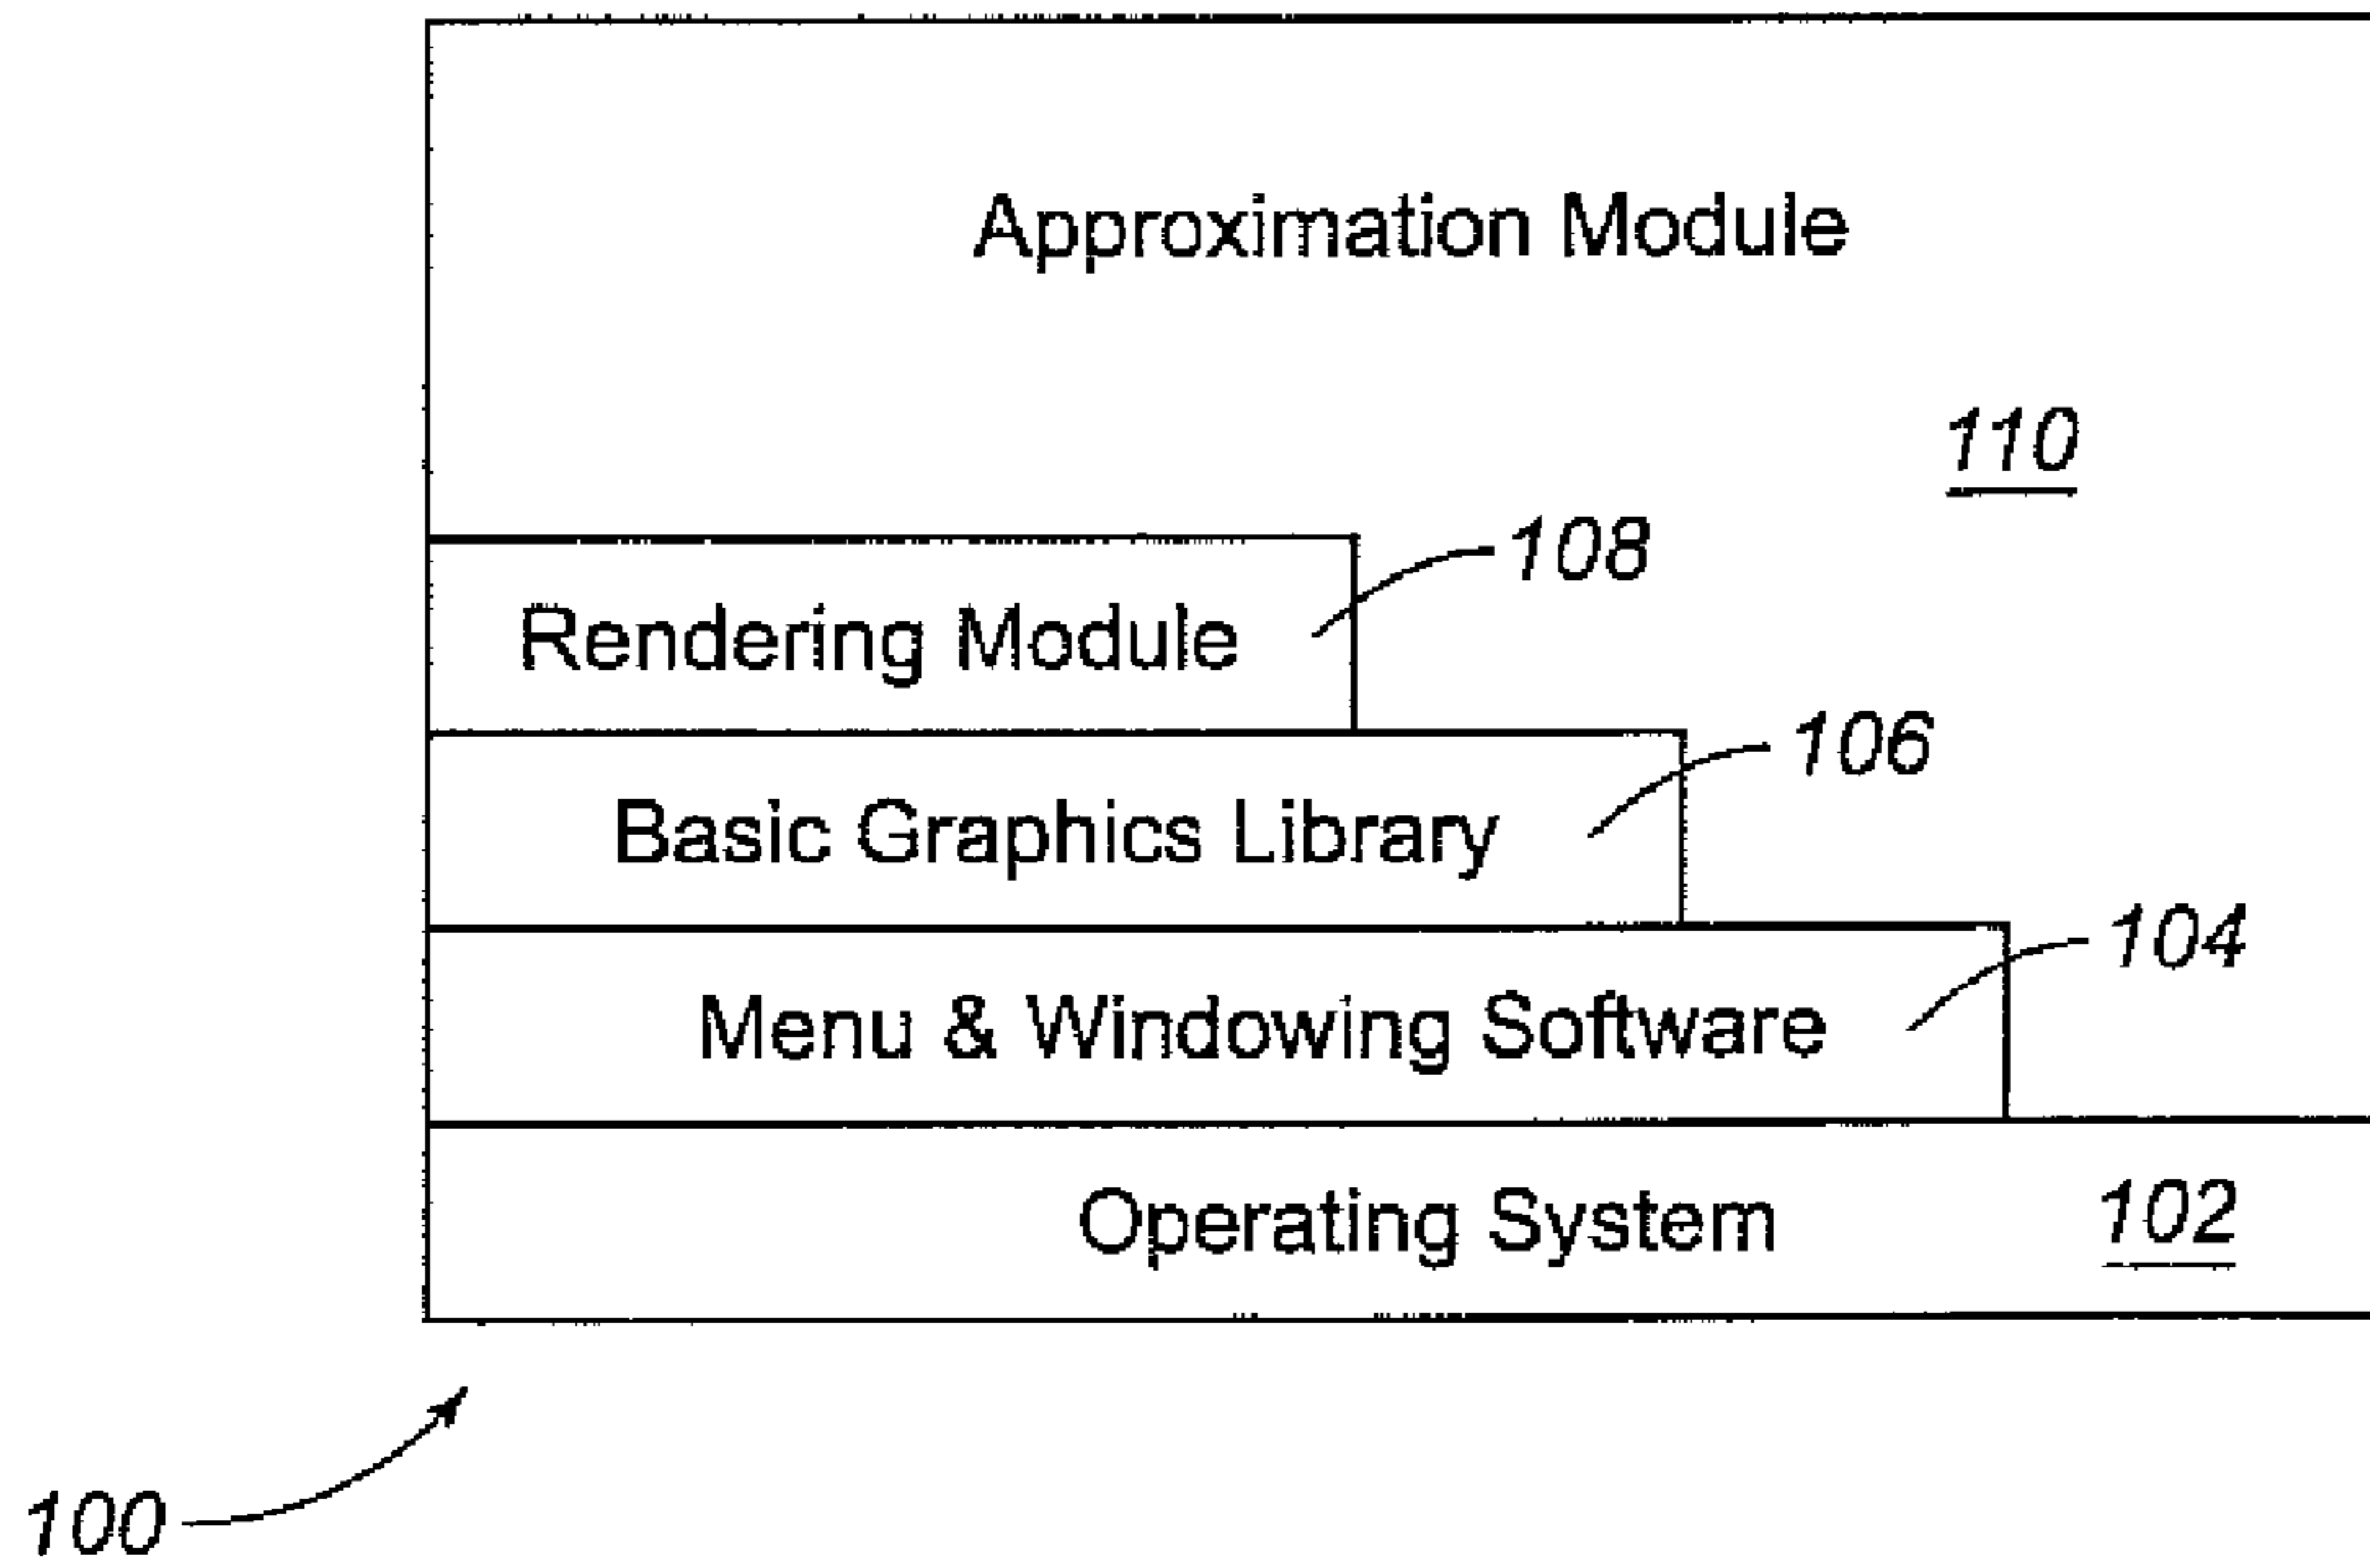 Approximation Module
110
108
Rendering Module
106
Basic Graphics Library
104
Menu & Windowing Software
Operating System
102
100